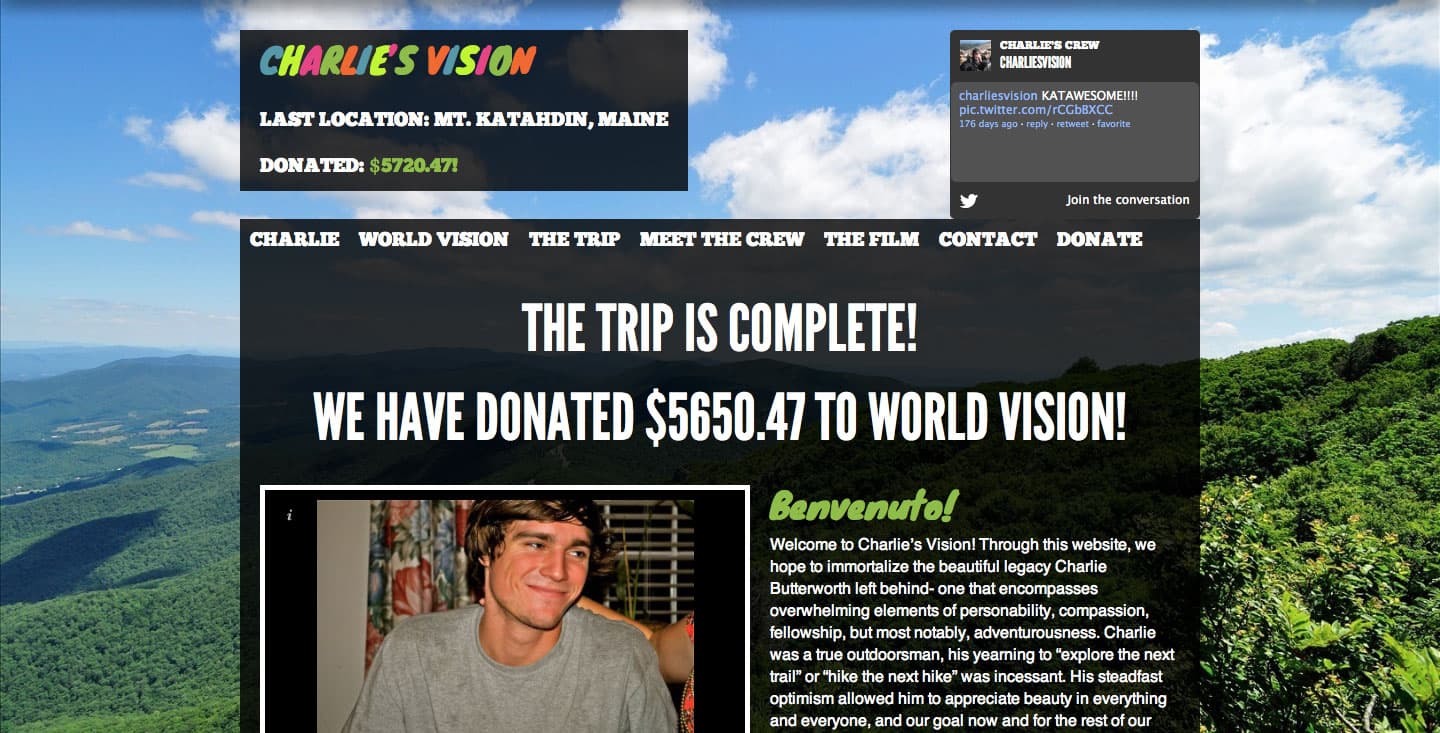 CHARLIE'S VISION
LAST LOCATION: MT. KATAHDIN, MAINE
DONATED: $5720.47!
CHARLIE'S CREW
CHARLIESVISION
charliesvision KATAWESOME!!!!
pic.twitter.com/rCGbBXCC
176 days ago · reply · retweet · favorite
Join the conversation
CHARLIE WORLD VISION THE TRIP MEET THE CREW THE FILM CONTACT DONATE
THE TRIP IS COMPLETE!
WE HAVE DONATED $5650.47 TO WORLD VISION!
i
Benvenuto!
Welcome to Charlie’s Vision! Through this website, we
hope to immortalize the beautiful legacy Charlie
Butterworth left behind- one that encompasses
overwhelming elements of personability, compassion,
fellowship, but most notably, adventurousness. Charlie
was a true outdoorsman, his yearning to “explore the next
trail” or “hike the next hike” was incessant. His steadfast
optimism allowed him to appreciate beauty in everything
and everyone, and our goal now and for the rest of our